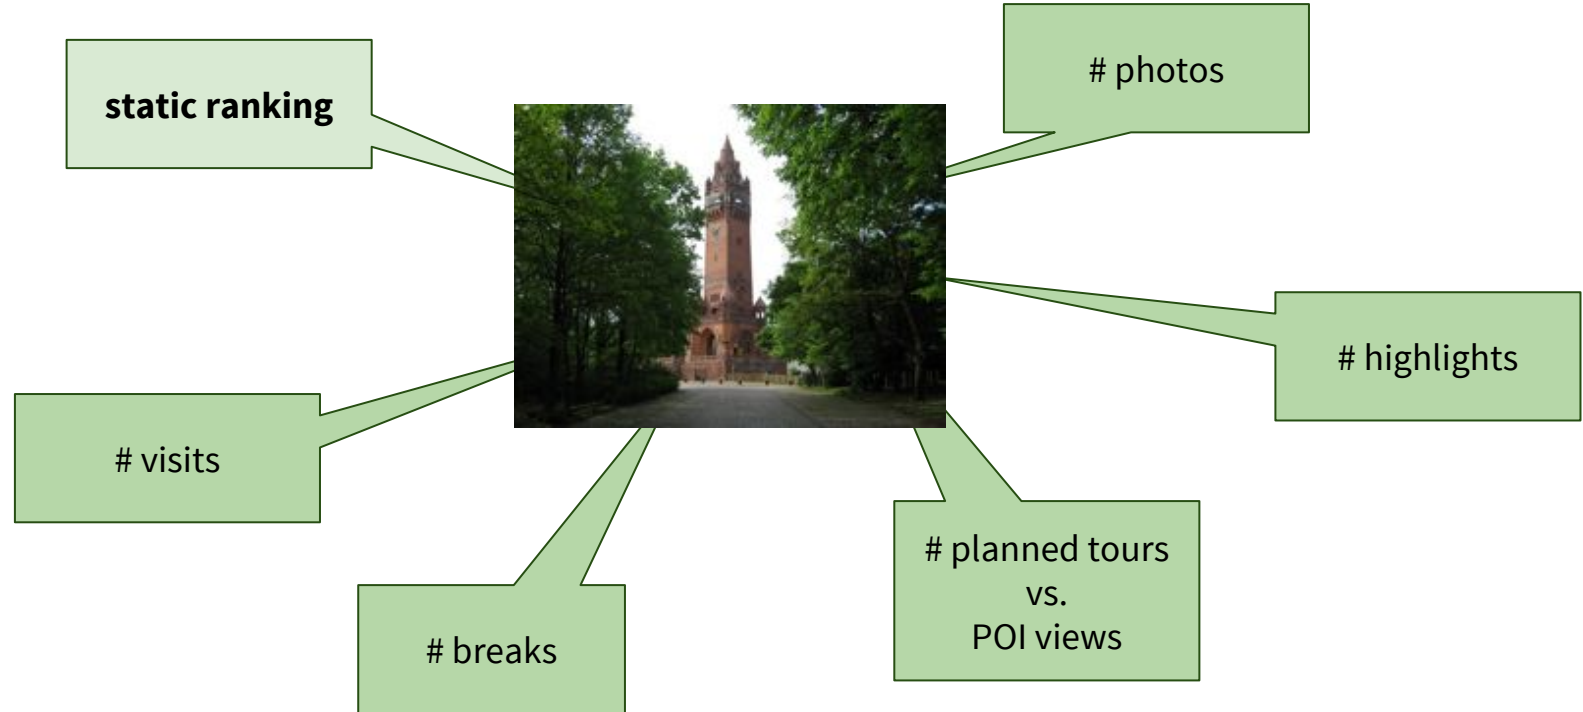 static ranking
# photos
# highlights
# visits
# planned tours
vs.
POI views
# breaks